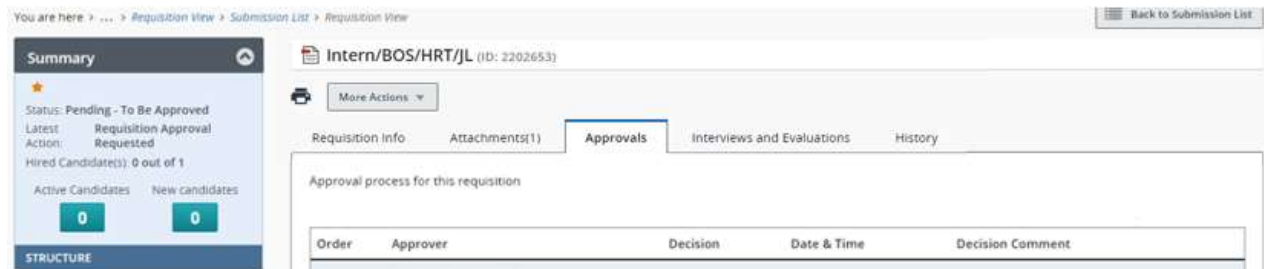 You are here > ... > Requisition View > Submission List > Requisition View
Back to Submission List
Summary
Status: Pending - To Be Approved
Latest Action: Requisition Approval Requested
Hired Candidate(s): 0 out of 1
Active Candidates New candidates
0 0
STRUCTURE
Intern/BOS/HRT/JL (ID: 2202653)
More Actions
Requisition Info Attachments(1) Approvals Interviews and Evaluations History
Approval process for this requisition
Order Approver Decision Date & Time Decision Comment